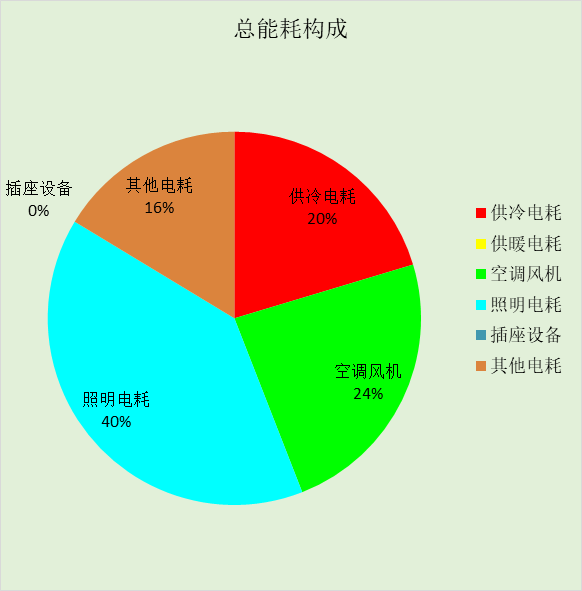 总能耗构成
插座设备
0%
其他电耗
16%
供冷电耗
20%
空调风机
24%
照明电耗
40%
供冷电耗
供暖电耗
空调风机
照明电耗
插座设备
其他电耗